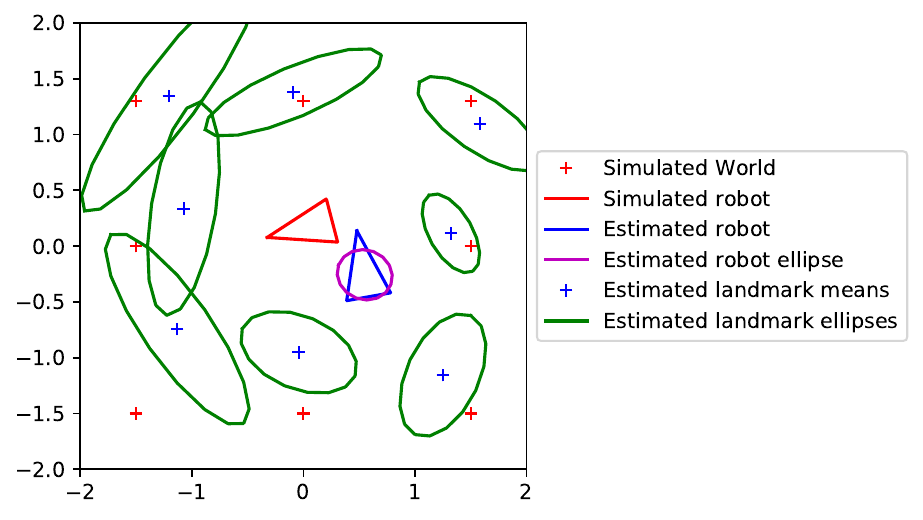 2.0
1.5
1.0
0.5
0.0
−0.5
−1.0
−1.5
−2.0
−2
−1
0
1
2
Simulated World
Simulated robot
Estimated robot
Estimated robot ellipse
Estimated landmark means
Estimated landmark ellipses